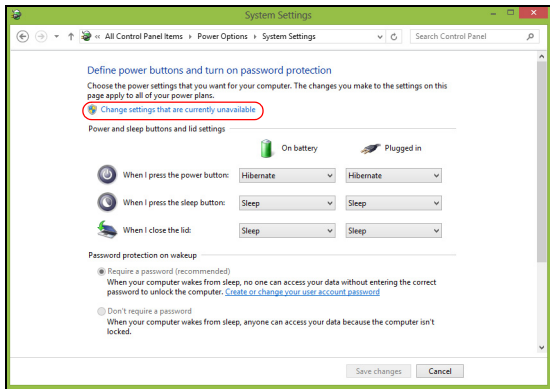 System Settings
« All Control Panel Items ▸ Power Options ▸ System Settings
Search Control Panel
Define power buttons and turn on password protection
Choose the power settings that you want for your computer. The changes you make to the settings on this
page apply to all of your power plans.
Change settings that are currently unavailable
Power and sleep buttons and lid settings
On battery Plugged in
When I press the power button: Hibernate Hibernate
When I press the sleep button: Sleep Sleep
When I close the lid: Sleep Sleep
Password protection on wakeup
Require a password (recommended)
When your computer wakes from sleep, no one can access your data without entering the correct
password to unlock the computer. Create or change your user account password
Don't require a password
When your computer wakes from sleep, anyone can access your data because the computer isn't
locked.
Save changes Cancel